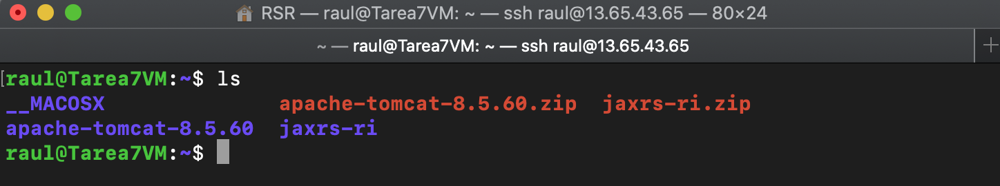 RSR — raul@Tarea7VM: ~ — ssh raul@13.65.43.65 — 80×24
~ — raul@Tarea7VM: ~ — ssh raul@13.65.43.65
[raul@Tarea7VM:~$ ls
__MACOSX apache-tomcat-8.5.60.zip jaxrs-ri.zip
apache-tomcat-8.5.60 jaxrs-ri
raul@Tarea7VM:~$